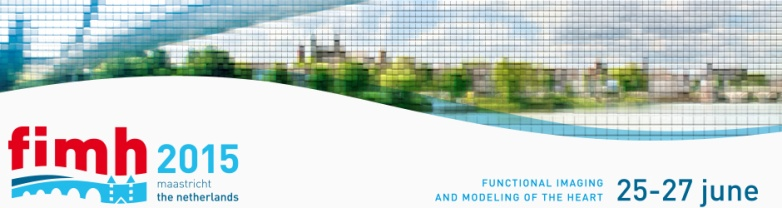 fimh 2015
maastricht
the netherlands
FUNCTIONAL IMAGING
AND MODELING OF THE HEART
25-27 june